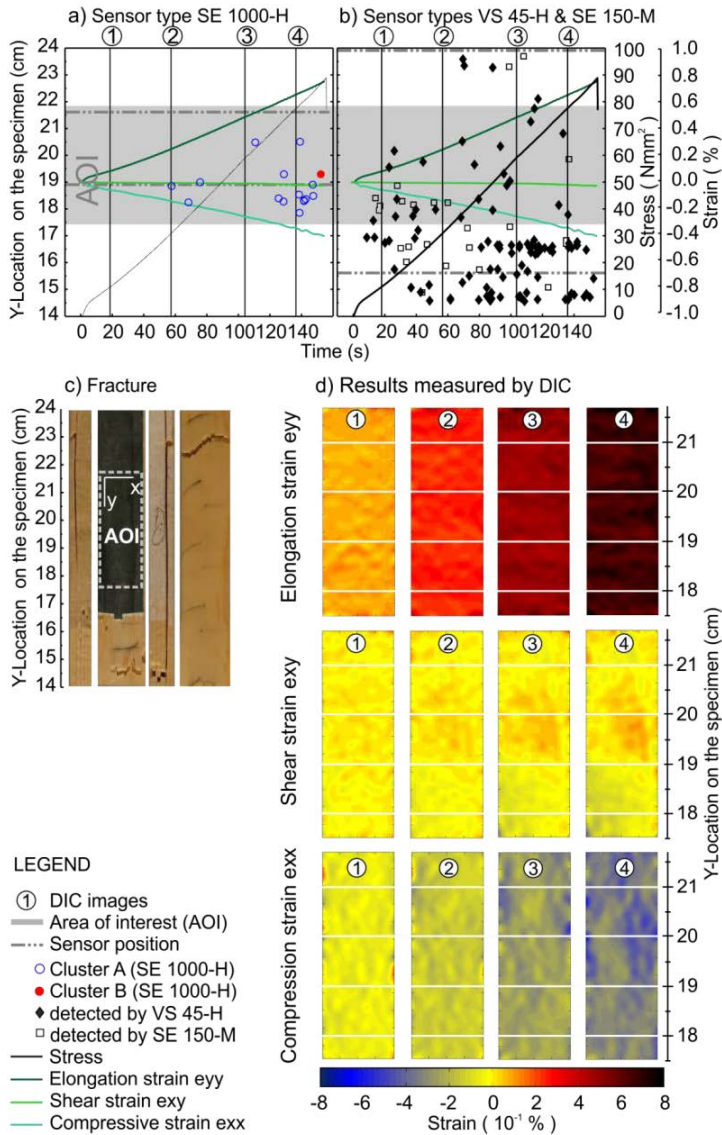 a) Sensor type SE 1000-H
b) Sensor types VS 45-H & SE 150-M
① ② ③ ④
① ② ③ ④
Y-Location on the specimen (cm)
24
23
22
21
20
19
18
17
16
15
14
AOI
0 20 40 60 80 104 120 140
0 20 40 60 80 100 120 140
Time (s)
100
90
80
70
60
50
40
30
20
10
0
Stress ( Nmm²)
1.0
0.8
0.6
0.4
0.2
0.0
-0.2
-0.4
-0.6
-0.8
-1.0
Strain ( % )
c) Fracture
Y-Location on the specimen (cm)
24
23
22
21
20
19
18
17
16
15
14
x
y
AOI
d) Results measured by DIC
Elongation strain eyy
① ② ③ ④
21
20
19
18
Shear strain exy
① ② ③ ④
21
20
19
18
Compression strain exx
① ② ③ ④
21
20
19
18
Y-Location on the specimen (cm)
-8 -6 -4 -2 0 2 4 6 8
Strain ( 10⁻¹ %)
LEGEND
① DIC images
Area of interest (AOI)
Sensor position
Cluster A (SE 1000-H)
Cluster B (SE 1000-H)
detected by VS 45-H
detected by SE 150-M
Stress
Elongation strain eyy
Shear strain exy
Compressive strain exx